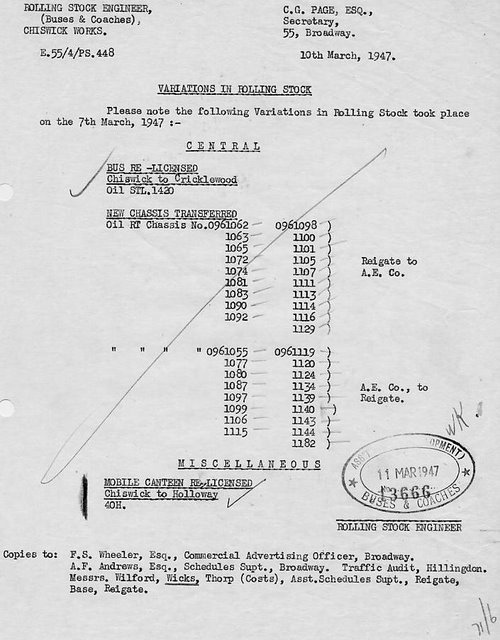 ROLLING STOCK ENGINEER, C.G. PAGE, ESQ.,
(Buses & Coaches), Secretary,
CHISWICK WORKS. 55, Broadway.
E.55/4/PS.448 10th March, 1947.
VARIATIONS IN ROLLING STOCK
Please note the following Variations in Rolling Stock took place
on the 7th March, 1947 :-
CENTRAL
BUS RE-LICENSED
Chiswick to Cricklewood
Oil STL.1420
NEW CHASSIS TRANSFERRED
Oil RT Chassis No.0961062 0961098 )
1063 1100 )
1065 1101 )
1072 1105 ) Reigate to
1074 1107 ) A.E. Co.
1081 1111 )
1083 1113 )
1090 1114 )
1092 1116 )
1129 )
" " " " 0961055 0961119 )
1077 1120 )
1080 1124 )
1087 1134 ) A.E. Co., to
1097 1139 ) Reigate.
1099 1140 )
1106 1143 )
1115 1144 )
1182 )
WK.
MISCELLANEOUS
MOBILE CANTEEN RE-LICENSED
Chiswick to Holloway
40H.
11 MAR 1947
13666
BUSES & COACHES
ROLLING STOCK ENGINEER
Copies to: F.S. Wheeler, Esq., Commercial Advertising Officer, Broadway.
A.F. Andrews, Esq., Schedules Supt., Broadway. Traffic Audit, Hillingdon.
Messrs. Wilford, Wicks, Thorp (Costs), Asst.Schedules Supt., Reigate,
Base, Reigate.